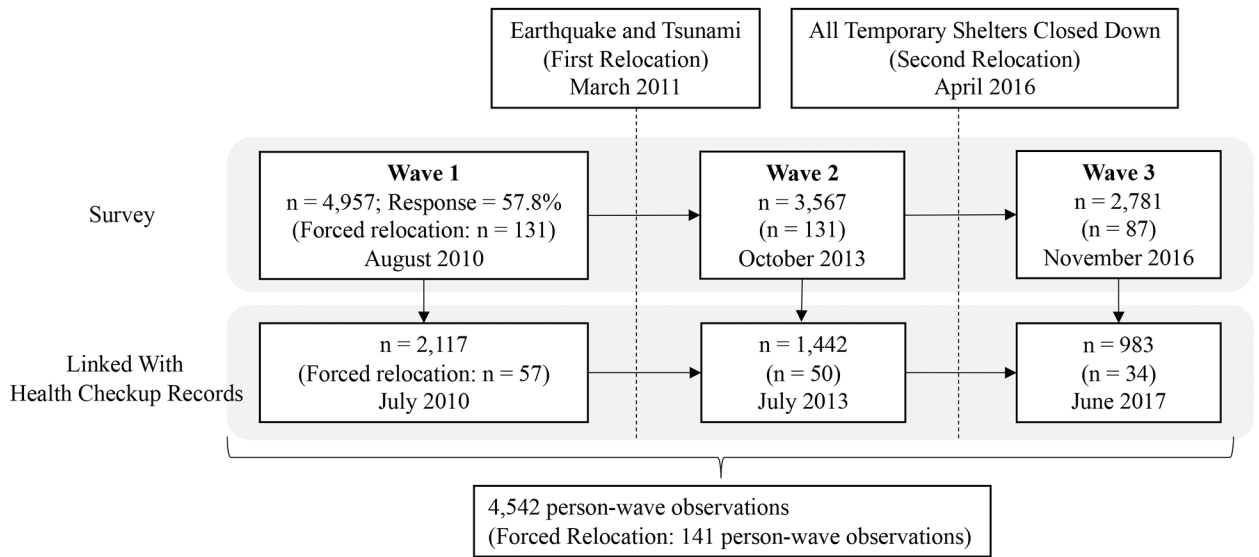 Earthquake and Tsunami
(First Relocation)
March 2011
All Temporary Shelters Closed Down
(Second Relocation)
April 2016
Survey
Wave 1
n = 4,957; Response = 57.8%
(Forced relocation: n = 131)
August 2010
Wave 2
n = 3,567
(n = 131)
October 2013
Wave 3
n = 2,781
(n = 87)
November 2016
Linked With
Health Checkup Records
n = 2,117
(Forced relocation: n = 57)
July 2010
n = 1,442
(n = 50)
July 2013
n = 983
(n = 34)
June 2017
4,542 person-wave observations
(Forced Relocation: 141 person-wave observations)